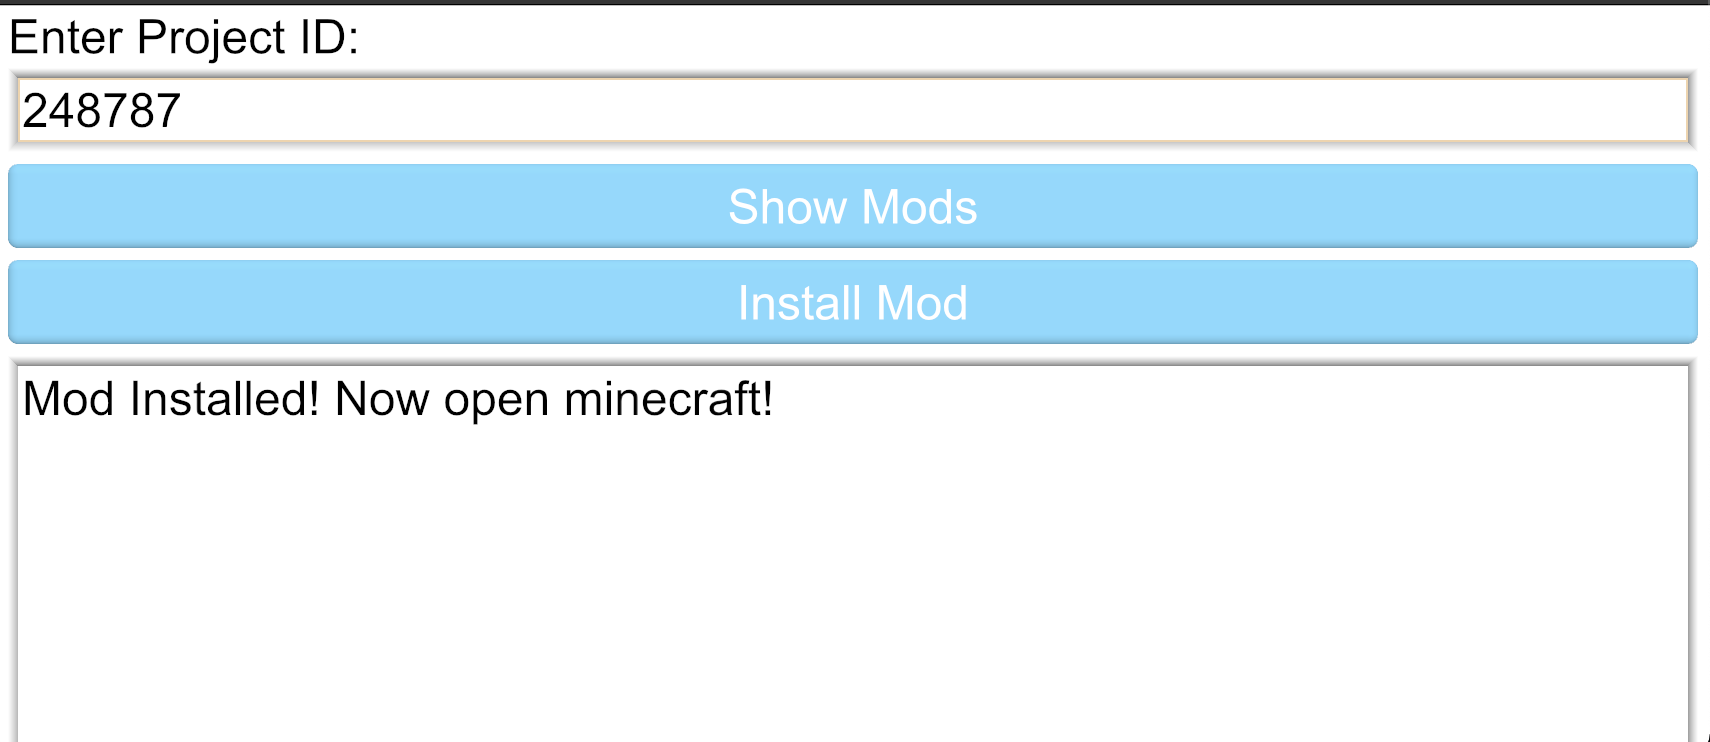 Enter Project ID:
248787
Show Mods
Install Mod
Mod Installed! Now open minecraft!